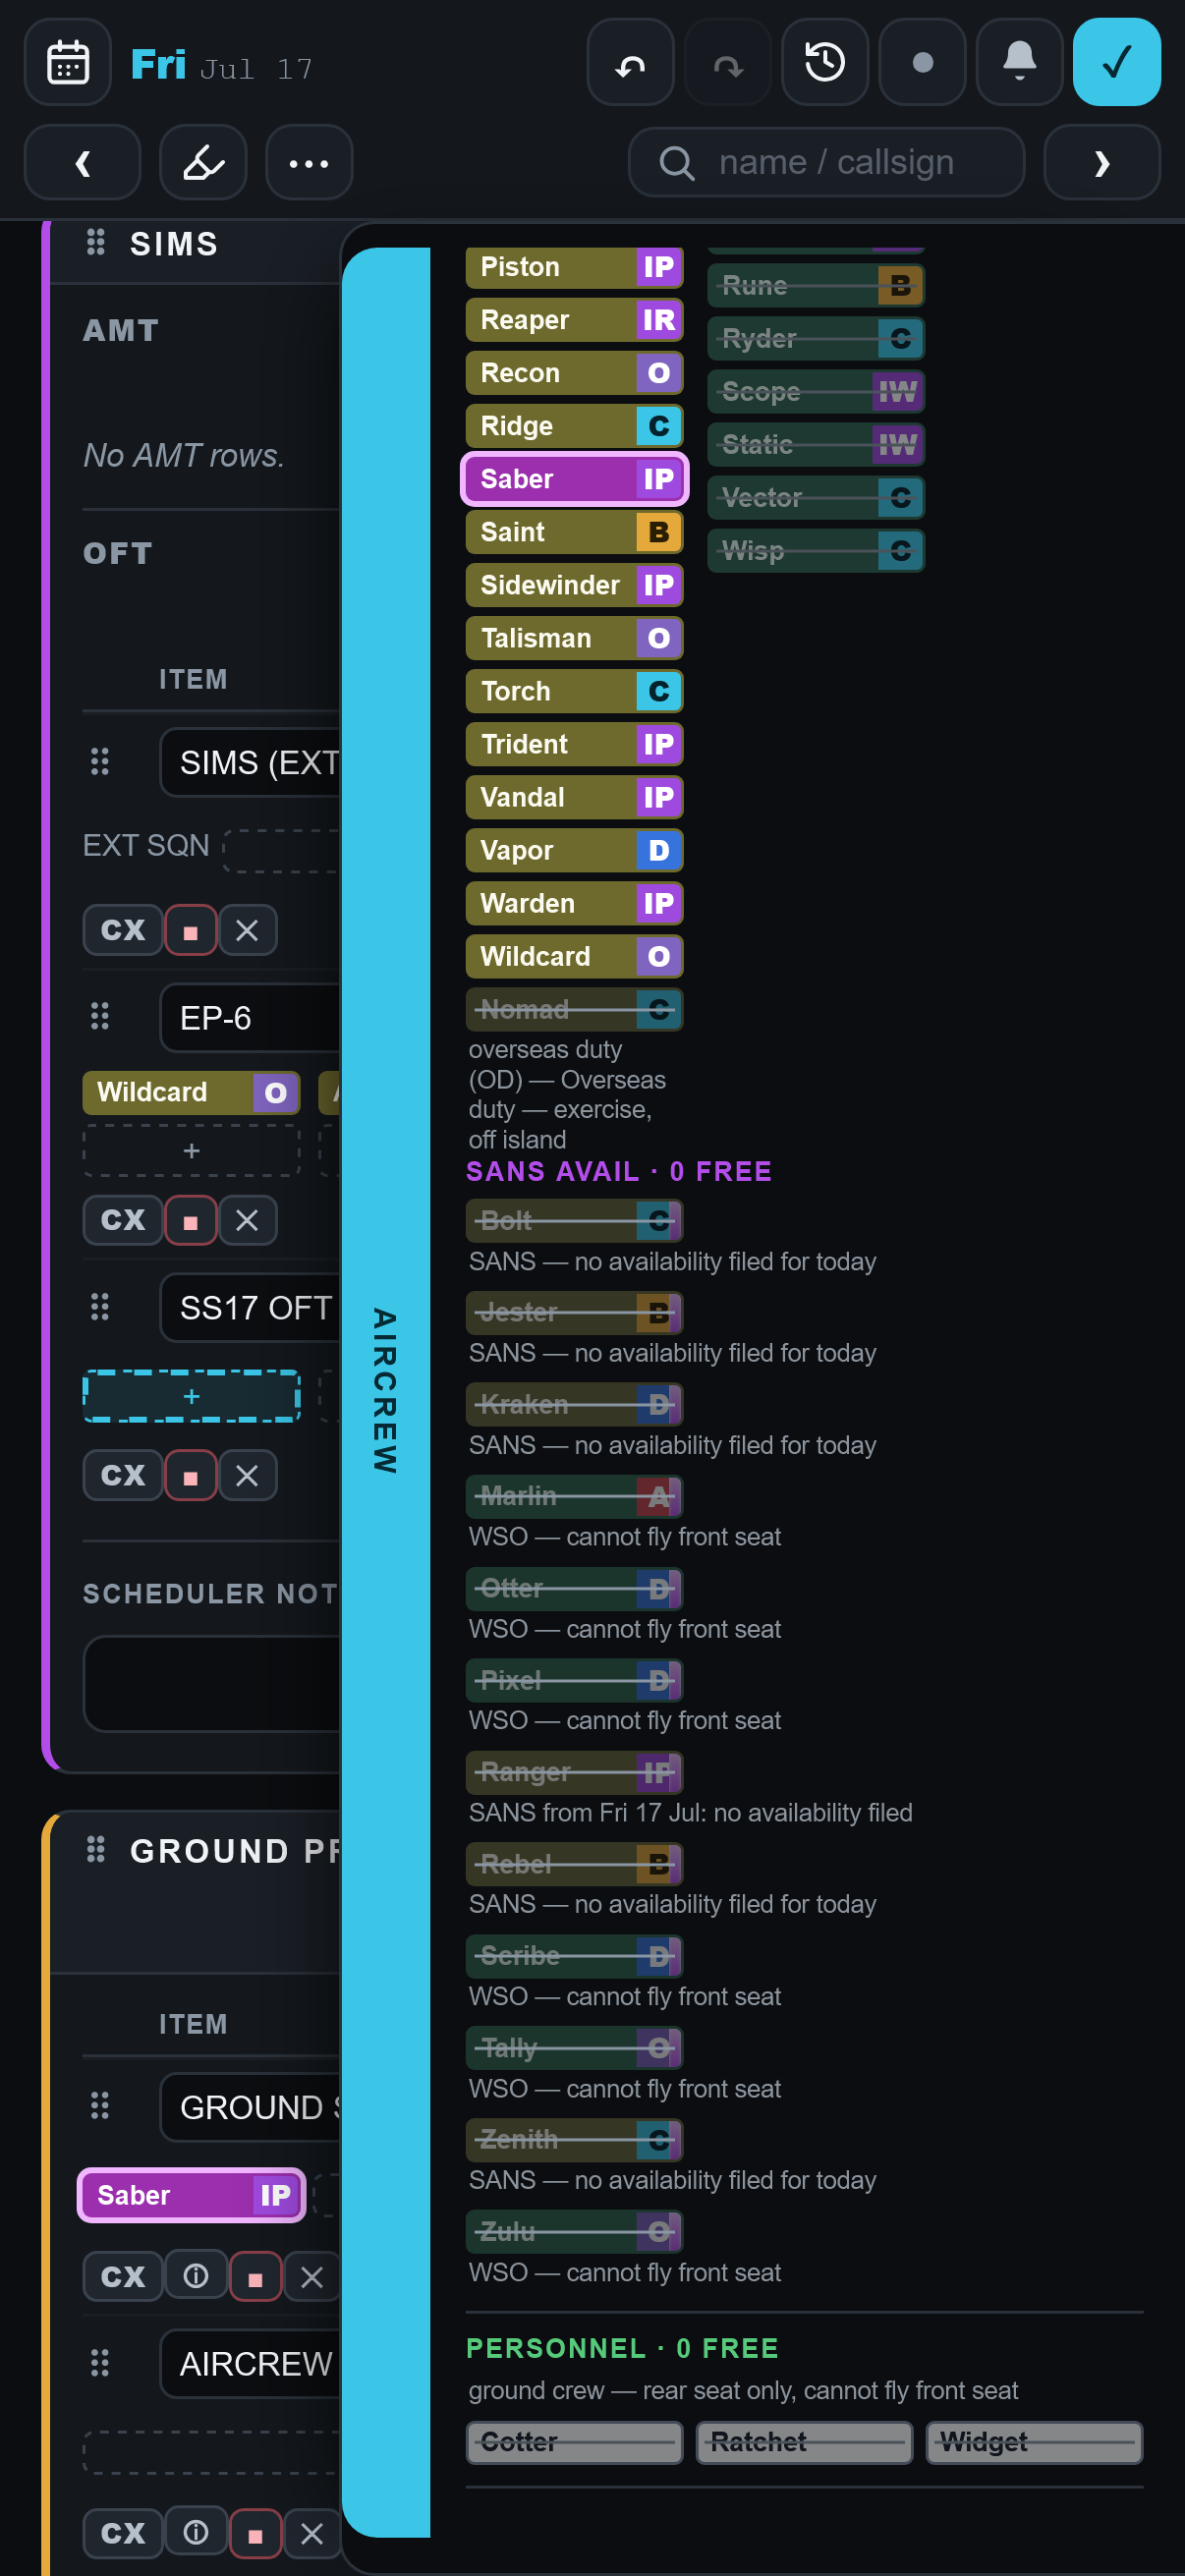 Fri Jul 17
name / callsign
SIMS
AMT
No AMT rows.
OFT
ITEM
SIMS (EXT
EXT SQN
CX
EP-6
Wildcard O
+
CX
SS17 OFT
+
CX
SCHEDULER NOT
GROUND PR
ITEM
GROUND S
Saber IP
CX
AIRCREW
CX
AIRCREW
Piston IP
Reaper IR
Recon O
Ridge C
Saber IP
Saint B
Sidewinder IP
Talisman O
Torch C
Trident IP
Vandal IP
Vapor D
Warden IP
Wildcard O
Nomad C
overseas duty
(OD) — Overseas
duty — exercise,
off island
Rune B
Ryder C
Scope IW
Static IW
Vector C
Wisp C
SANS AVAIL · 0 FREE
Bolt C
SANS — no availability filed for today
Jester B
SANS — no availability filed for today
Kraken D
SANS — no availability filed for today
Marlin A
WSO — cannot fly front seat
Otter D
WSO — cannot fly front seat
Pixel D
WSO — cannot fly front seat
Ranger IP
SANS from Fri 17 Jul: no availability filed
Rebel B
SANS — no availability filed for today
Scribe D
WSO — cannot fly front seat
Tally O
WSO — cannot fly front seat
Zenith C
SANS — no availability filed for today
Zulu O
WSO — cannot fly front seat
PERSONNEL · 0 FREE
ground crew — rear seat only, cannot fly front seat
Cotter Ratchet Widget